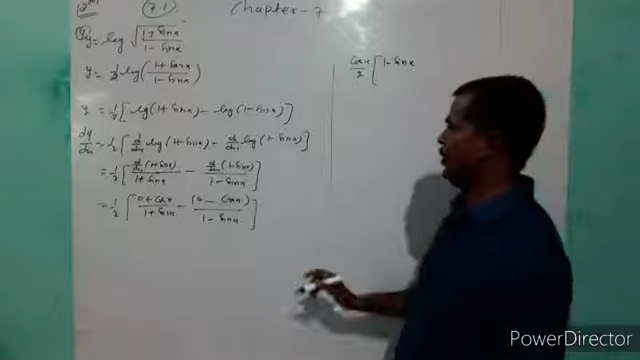 7.1
Chapter-7
Q y = log √(1+sinx / 1-sinx)
y = ½ log(1+sinx / 1-sinx)
y = ½ [log(1+sinx) - log(1-sinx)]
dy/dx = ½ [d/dx log(1+sinx) - d/dx log(1-sinx)]
= ½ [d/dx(1+sinx) / 1+sinx - d/dx(1-sinx) / 1-sinx]
= ½ [0+cosx / 1+sinx - (0-cosx) / 1-sinx]
cosx/2 [1-sinx
PowerDirector